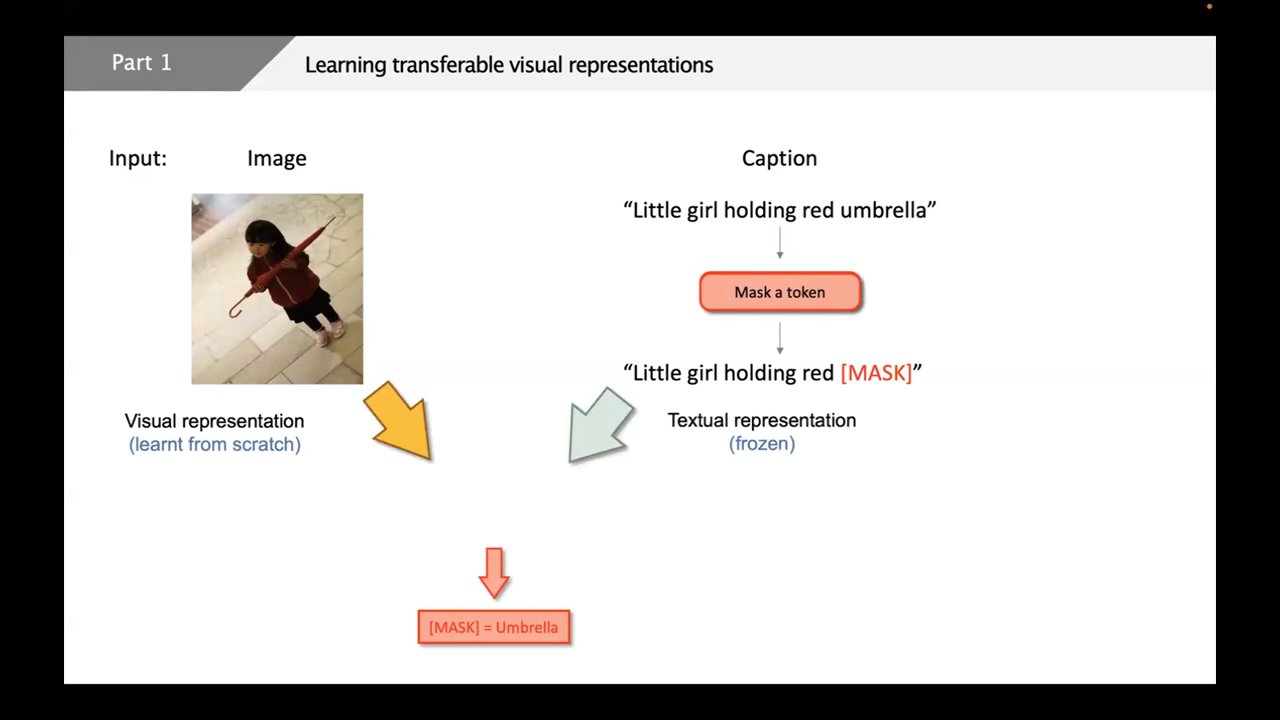 Part 1
Learning transferable visual representations
Input:
Image
Caption
“Little girl holding red umbrella”
Mask a token
“Little girl holding red [MASK]”
Visual representation
(learnt from scratch)
Textual representation
(frozen)
[MASK] = Umbrella